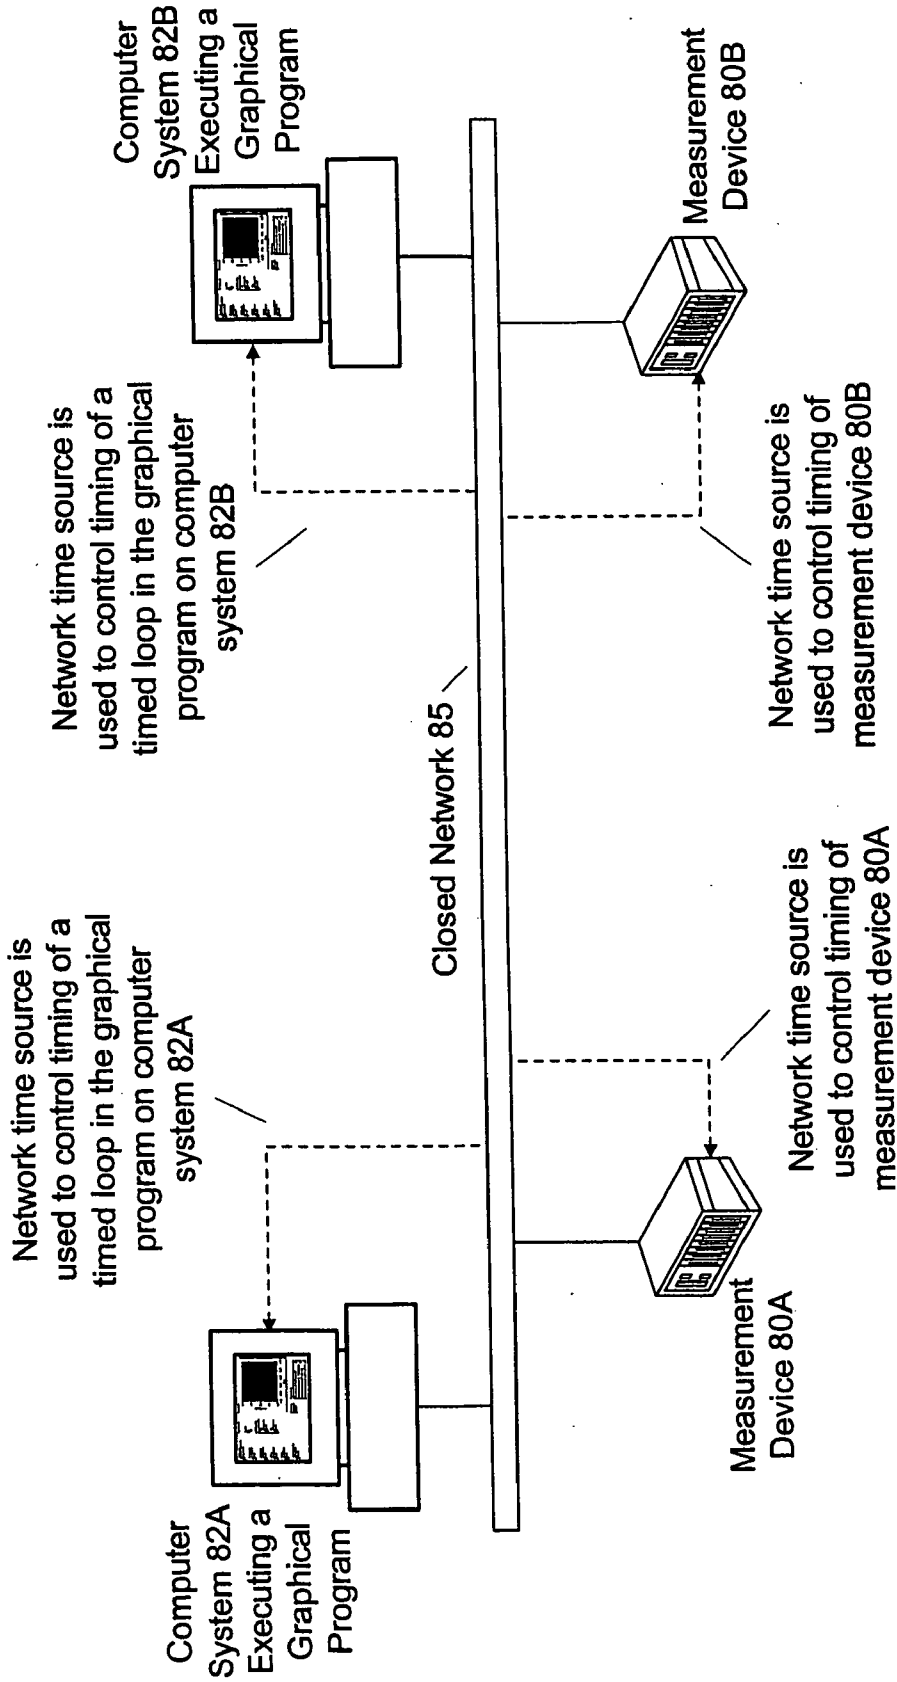 Network time source is
used to control timing of a
timed loop in the graphical
program on computer
system 82A
Network time source is
used to control timing of a
timed loop in the graphical
program on computer
system 82B
Computer
System 82A
Executing a
Graphical
Program
Computer
System 82B
Executing a
Graphical
Program
Closed Network 85
Measurement
Device 80A
Network time source is
used to control timing of
measurement device 80A
Network time source is
used to control timing of
measurement device 80B
Measurement
Device 80B